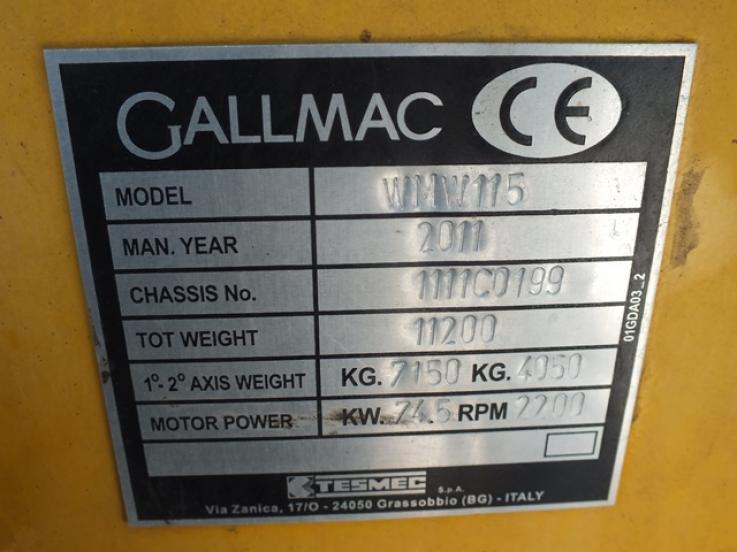 GALLMAC CE
MODEL WMW115
MAN. YEAR 2011
CHASSIS No. 1111C0199
TOT WEIGHT 11200
1°- 2° AXIS WEIGHT KG. 7150 KG. 4050
MOTOR POWER KW. 74.5 RPM 2200
01GDA03_2
TESMEC S.p.A.
Via Zanica, 17/O - 24050 Grassobbio (BG) - ITALY